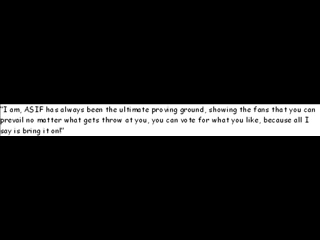 "I am, ASIF has always been the ultimate proving ground, showing the fans that you can
prevail no matter what gets throw at you, you can vote for what you like, because all I
say is bring it on!"